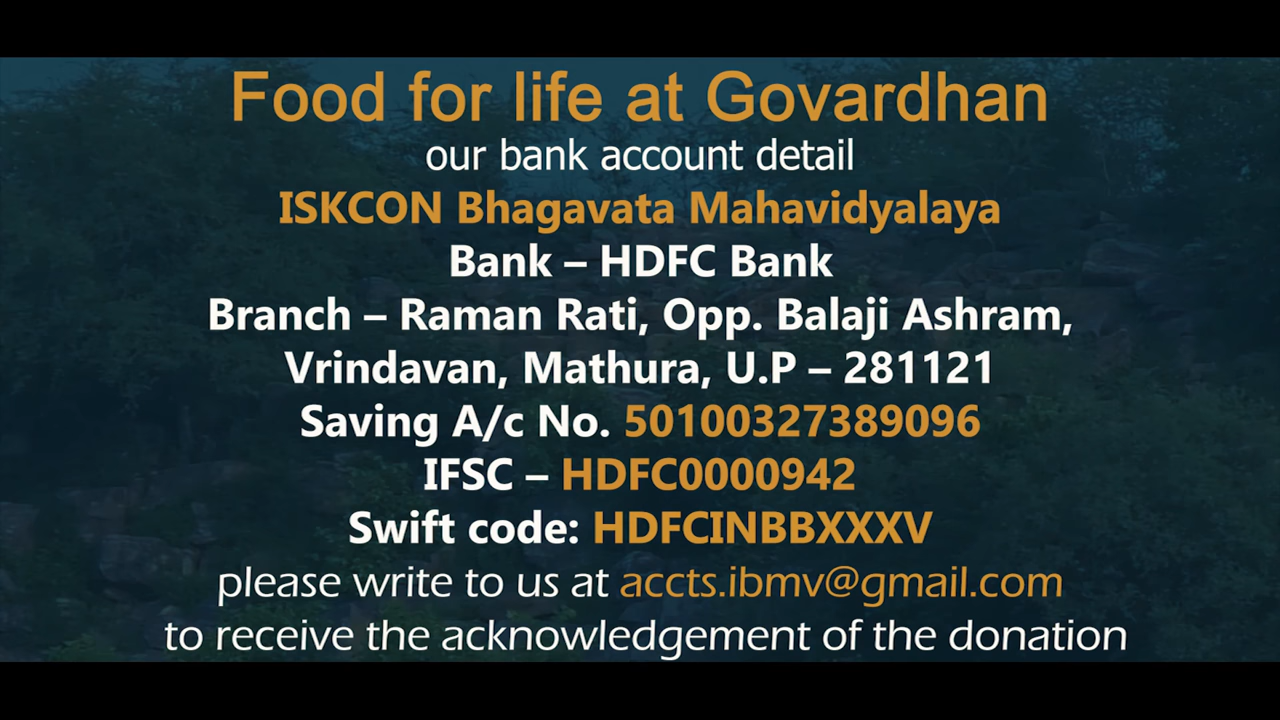 Food for life at Govardhan
our bank account detail
ISKCON Bhagavata Mahavidyalaya
Bank – HDFC Bank
Branch – Raman Rati, Opp. Balaji Ashram,
Vrindavan, Mathura, U.P – 281121
Saving A/c No. 50100327389096
IFSC – HDFC0000942
Swift code: HDFCINBBXXXV
please write to us at accts.ibmv@gmail.com
to receive the acknowledgement of the donation